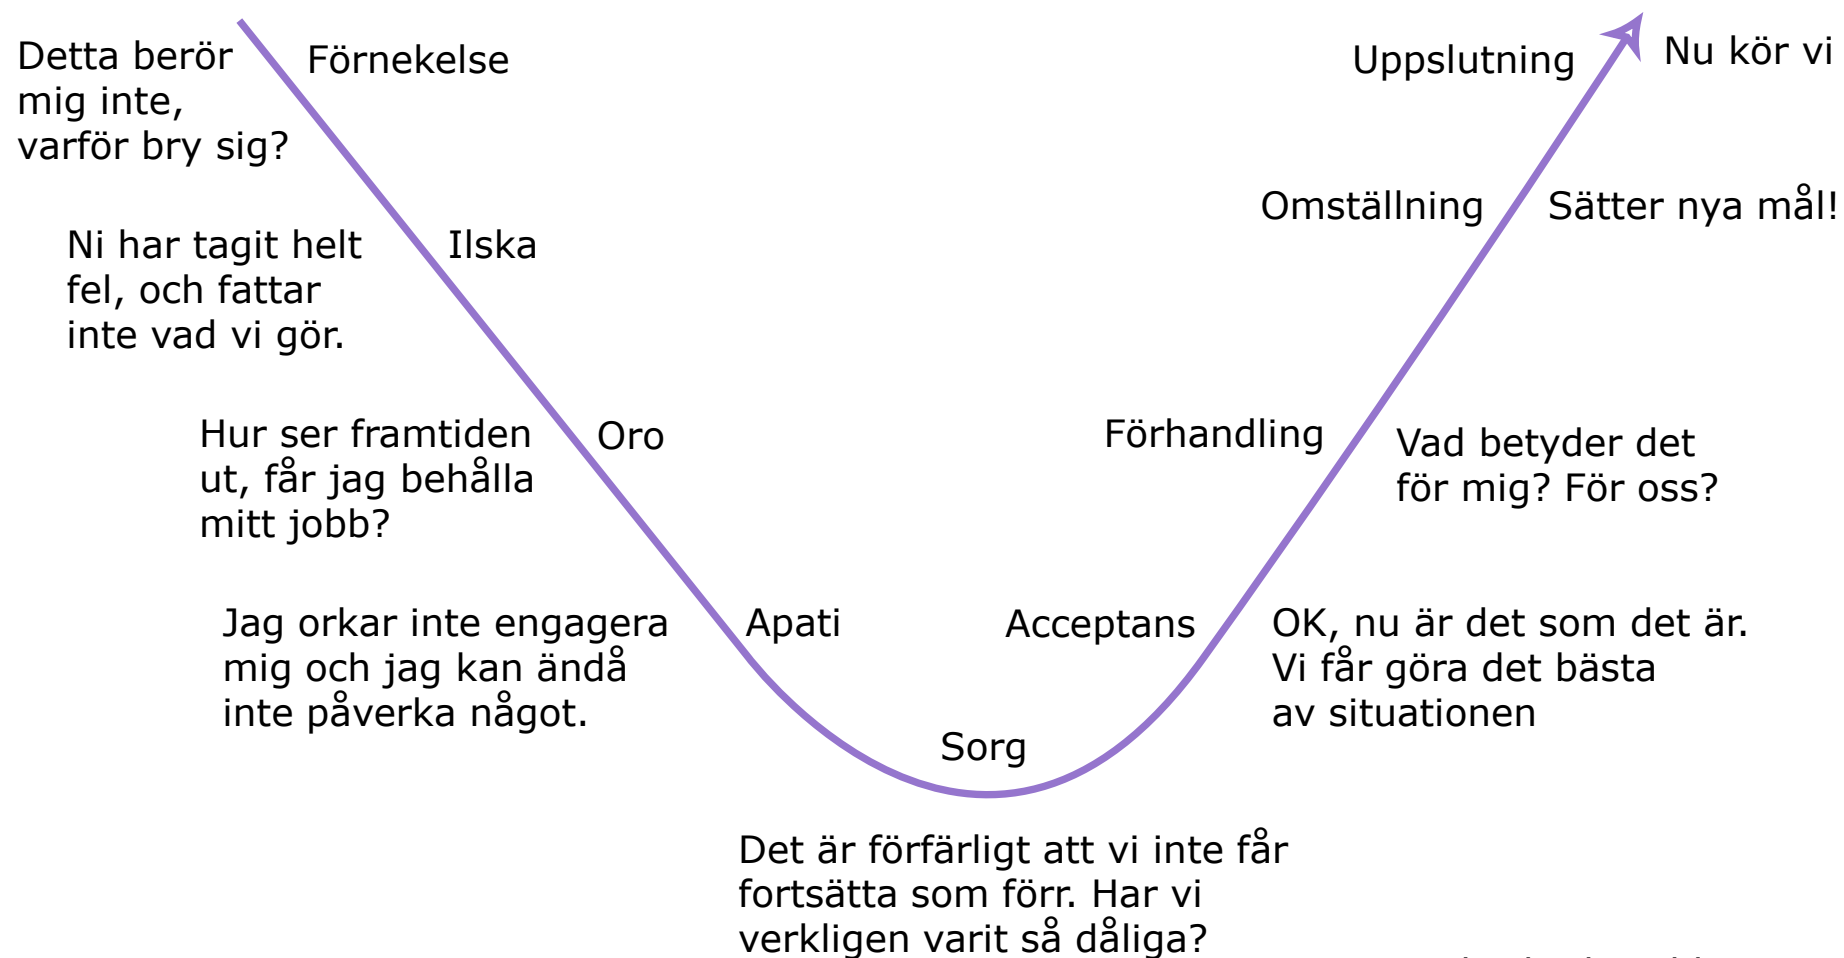 Detta berör
mig inte,
varför bry sig?
Förnekelse
Ni har tagit helt
fel, och fattar
inte vad vi gör.
Ilska
Hur ser framtiden
ut, får jag behålla
mitt jobb?
Oro
Jag orkar inte engagera
mig och jag kan ändå
inte påverka något.
Apati
Sorg
Det är förfärligt att vi inte får
fortsätta som förr. Har vi
verkligen varit så dåliga?
Acceptans
OK, nu är det som det är.
Vi får göra det bästa
av situationen
Förhandling
Vad betyder det
för mig? För oss?
Omställning
Sätter nya mål!
Uppslutning
Nu kör vi